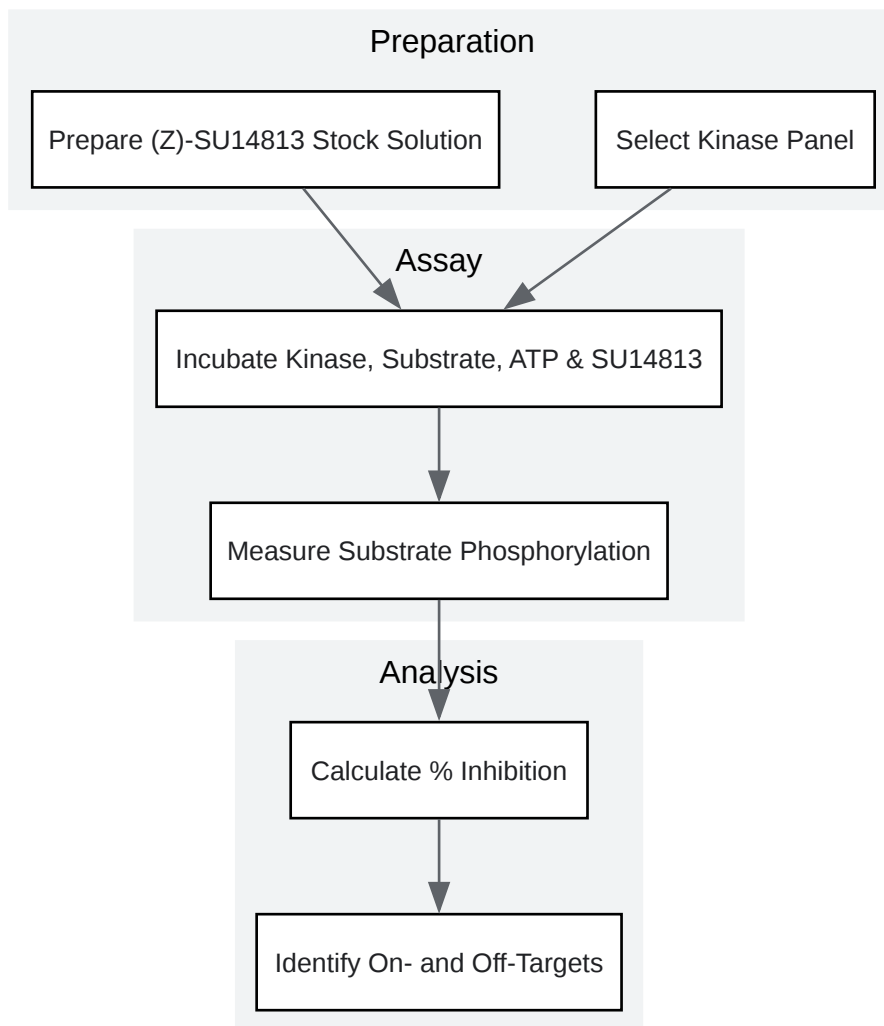 Preparation
Prepare (Z)-SU14813 Stock Solution
Select Kinase Panel
Assay
Incubate Kinase, Substrate, ATP & SU14813
Measure Substrate Phosphorylation
Analysis
Calculate % Inhibition
Identify On- and Off-Targets